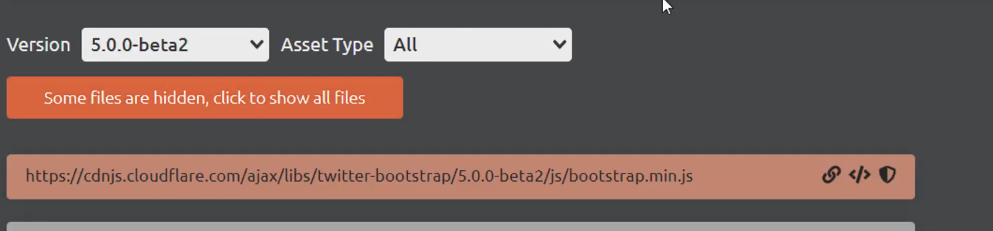 Version 5.0.0-beta2 Asset Type All
Some files are hidden, click to show all files
https://cdnjs.cloudflare.com/ajax/libs/twitter-bootstrap/5.0.0-beta2/js/bootstrap.min.js </>